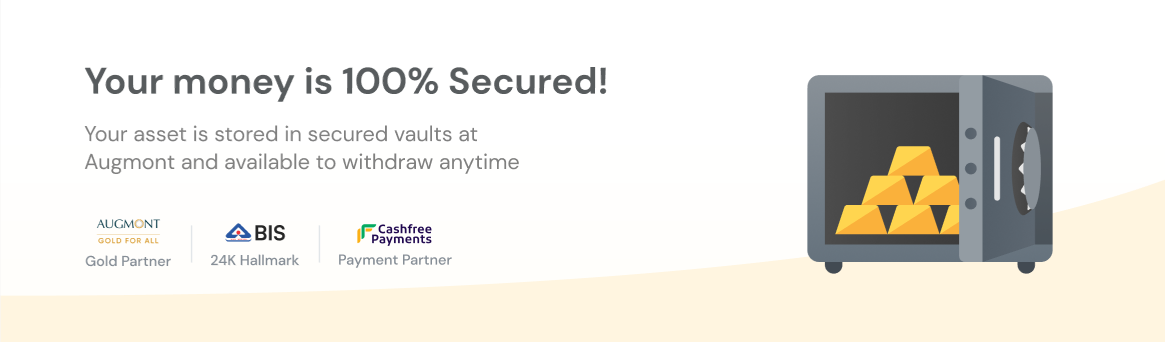 Your money is 100% Secured!
Your asset is stored in secured vaults at
Augmont and available to withdraw anytime
AUGMONT
GOLD FOR ALL
Gold Partner
BIS
24K Hallmark
Cashfree
Payments
Payment Partner